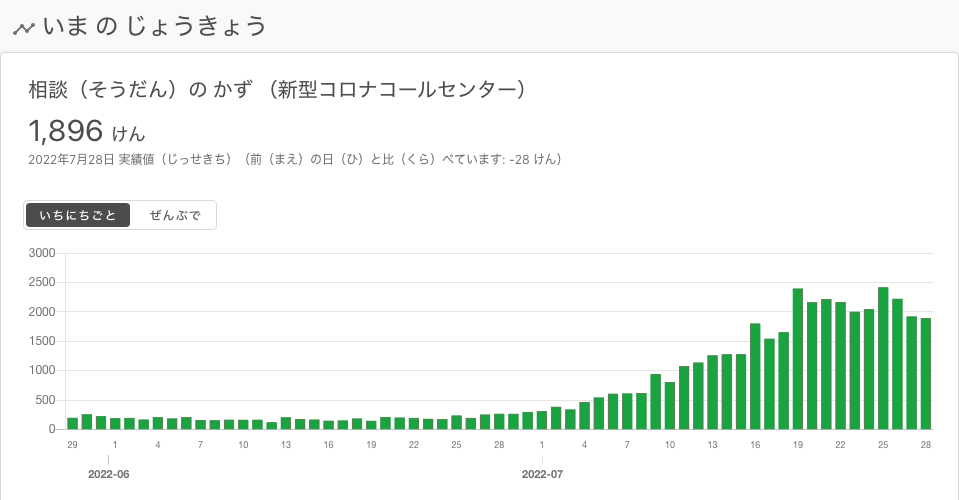 いま の じょうきょう
相談（そうだん）の かず （新型コロナコールセンター）
1,896 けん
2022年7月28日 実績値（じっせきち）（前（まえ）の日（ひ）と比（くら）べています: -28 けん）
いちにちごと ぜんぶで
3000
2500
2000
1500
1000
500
0
29 1 4 7 10 13 16 19 22 25 28 1 4 7 10 13 16 19 22 25 28
2022-06 2022-07